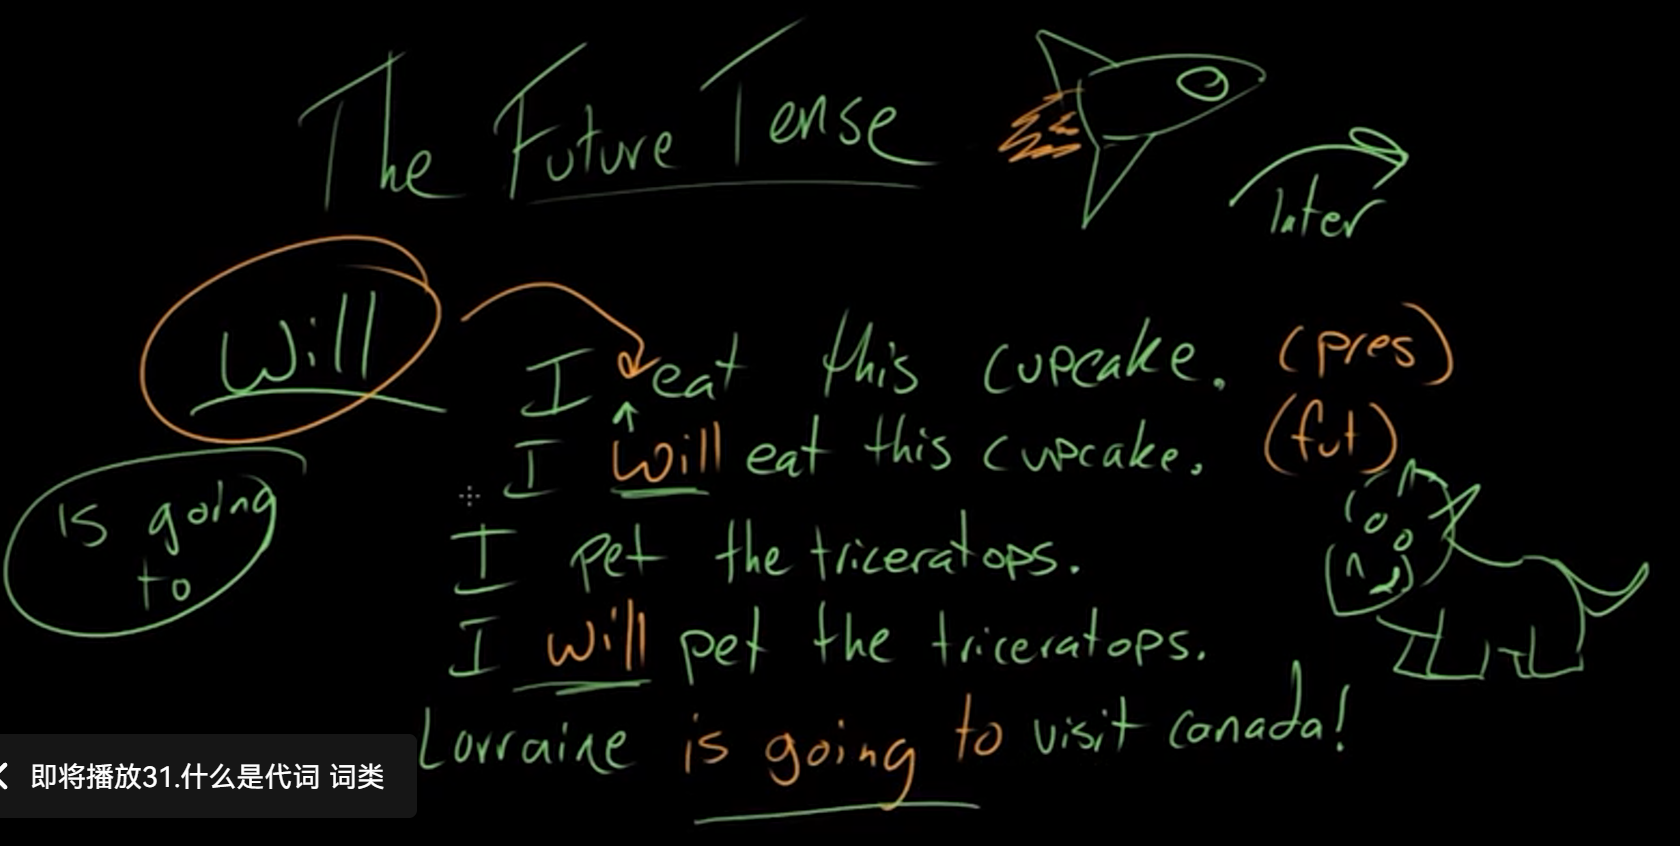 The Future Tense
later
Will
I eat this cupcake. (pres)
I will eat this cupcake. (fut)
is going
to
I pet the triceratops.
I will pet the triceratops.
Lorraine is going to visit Canada!
即将播放31.什么是代词 词类